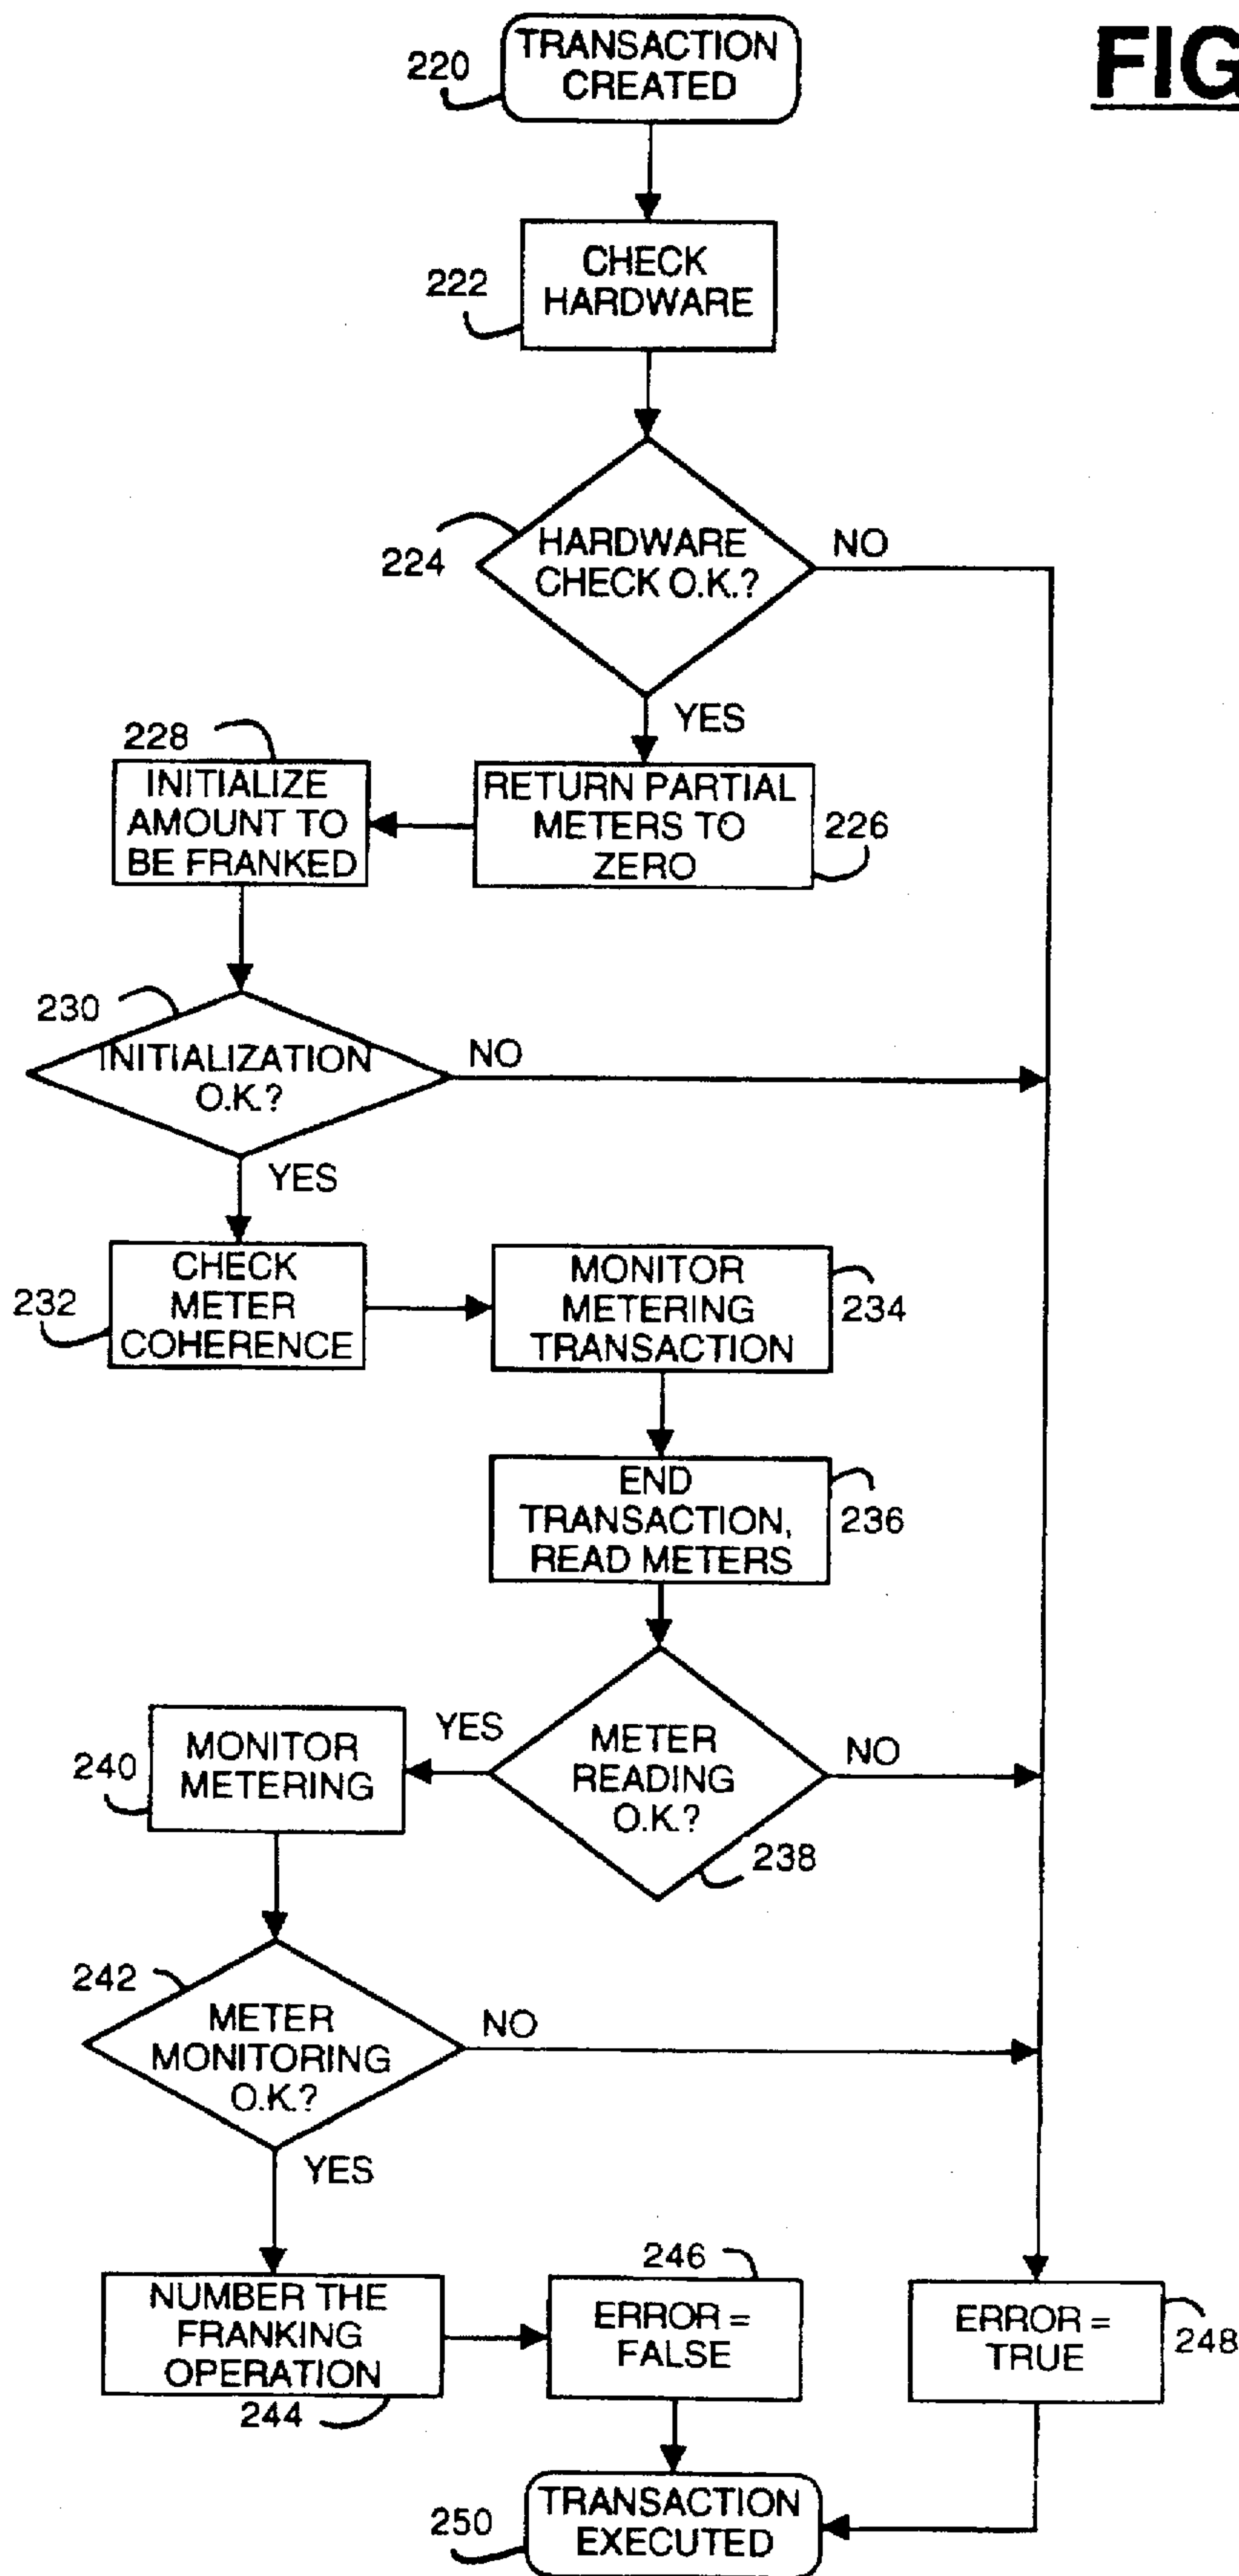 FIG
TRANSACTION
CREATED
220
CHECK
HARDWARE
222
HARDWARE
CHECK O.K.?
224
NO
YES
228
INITIALIZE
AMOUNT TO
BE FRANKED
RETURN PARTIAL
METERS TO
ZERO
226
230
INITIALIZATION
O.K.?
NO
YES
232
CHECK
METER
COHERENCE
MONITOR
METERING
TRANSACTION
234
END
TRANSACTION,
READ METERS
236
240
MONITOR
METERING
YES
METER
READING
O.K.?
NO
238
242
METER
MONITORING
O.K.?
NO
YES
NUMBER THE
FRANKING
OPERATION
244
246
ERROR =
FALSE
ERROR =
TRUE
248
250
TRANSACTION
EXECUTED